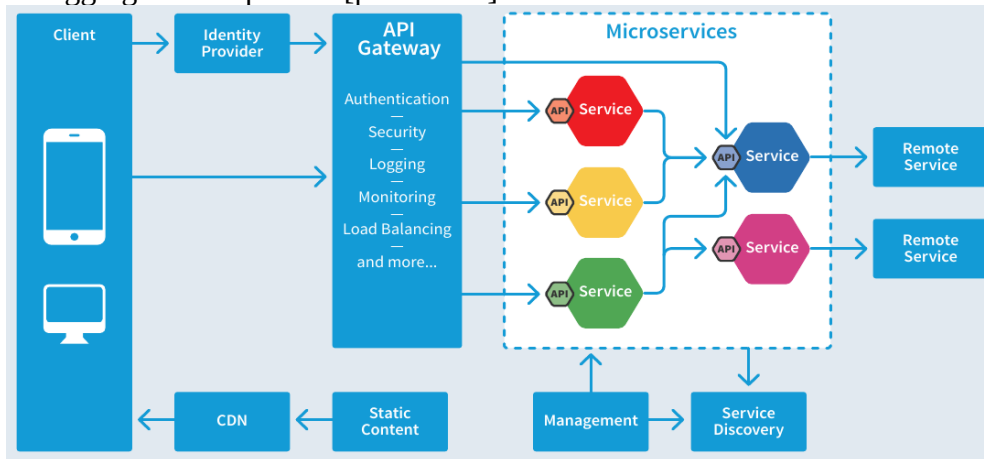 Client
Identity
Provider
API
Gateway
Authentication
—
Security
—
Logging
—
Monitoring
—
Load Balancing
—
and more...
Microservices
API
Service
API
Service
API
Service
API
Service
API
Service
Remote
Service
Remote
Service
CDN
Static
Content
Management
Service
Discovery